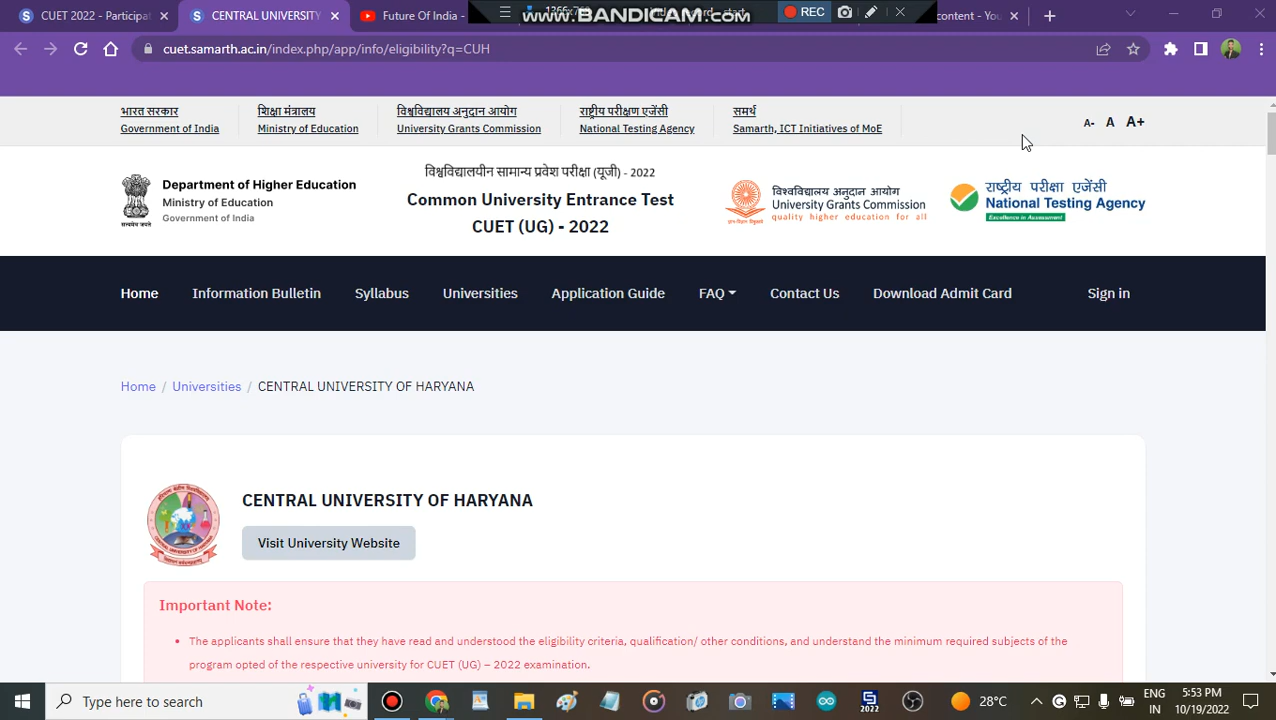 CUET 2022 - Participat
CENTRAL UNIVERSITY
Future Of India -
www.BANDICAM.com
REC
content - You
cuet.samarth.ac.in/index.php/app/info/eligibility?q=CUH
भारत सरकार
Government of India
शिक्षा मंत्रालय
Ministry of Education
विश्वविद्यालय अनुदान आयोग
University Grants Commission
राष्ट्रीय परीक्षण एजेंसी
National Testing Agency
समर्थ
Samarth, ICT Initiatives of MoE
A- A A+
सत्यमेव जयते
Department of Higher Education
Ministry of Education
Government of India
विश्वविद्यालयीन सामान्य प्रवेश परीक्षा (यूजी) - 2022
Common University Entrance Test
CUET (UG) - 2022
विश्वविद्यालय अनुदान आयोग
University Grants Commission
quality higher education for all
राष्ट्रीय परीक्षा एजेंसी
National Testing Agency
Excellence in Assessment
Home Information Bulletin Syllabus Universities Application Guide FAQ Contact Us Download Admit Card Sign in
Home / Universities / CENTRAL UNIVERSITY OF HARYANA
CENTRAL UNIVERSITY OF HARYANA
Visit University Website
Important Note:
• The applicants shall ensure that they have read and understood the eligibility criteria, qualification/ other conditions, and understand the minimum required subjects of the
program opted of the respective university for CUET (UG) – 2022 examination.
Type here to search
2022
28°C
ENG
IN
5:53 PM
10/19/2022